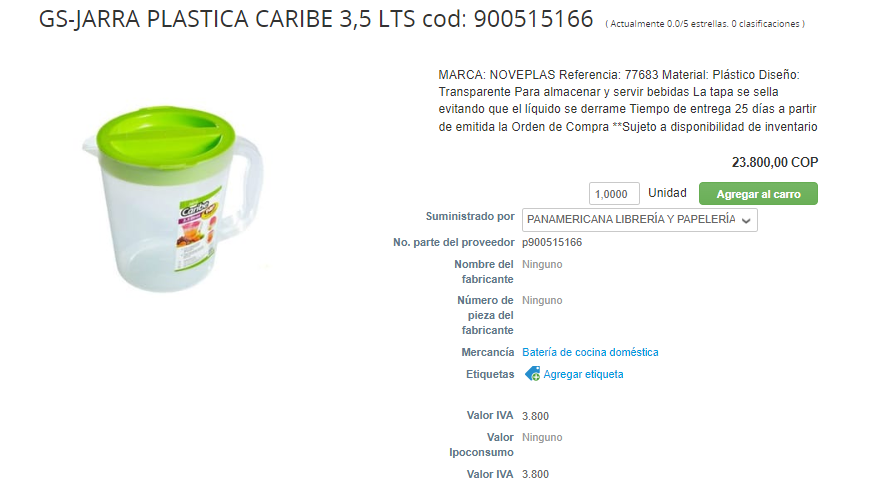 GS-JARRA PLASTICA CARIBE 3,5 LTS cod: 900515166 ( Actualmente 0.0/5 estrellas. 0 clasificaciones )
MARCA: NOVEPLAS Referencia: 77683 Material: Plástico Diseño:
Transparente Para almacenar y servir bebidas La tapa se sella
evitando que el líquido se derrame Tiempo de entrega 25 días a partir
de emitida la Orden de Compra **Sujeto a disponibilidad de inventario
23.800,00 COP
1,0000 Unidad Agregar al carro
Suministrado por PANAMERICANA LIBRERÍA Y PAPELERÍA
No. parte del proveedor p900515166
Nombre del Ninguno
fabricante
Número de Ninguno
pieza del
fabricante
Mercancía Batería de cocina doméstica
Etiquetas Agregar etiqueta
Valor IVA 3.800
Valor Ninguno
Ipoconsumo
Valor IVA 3.800
Caribe